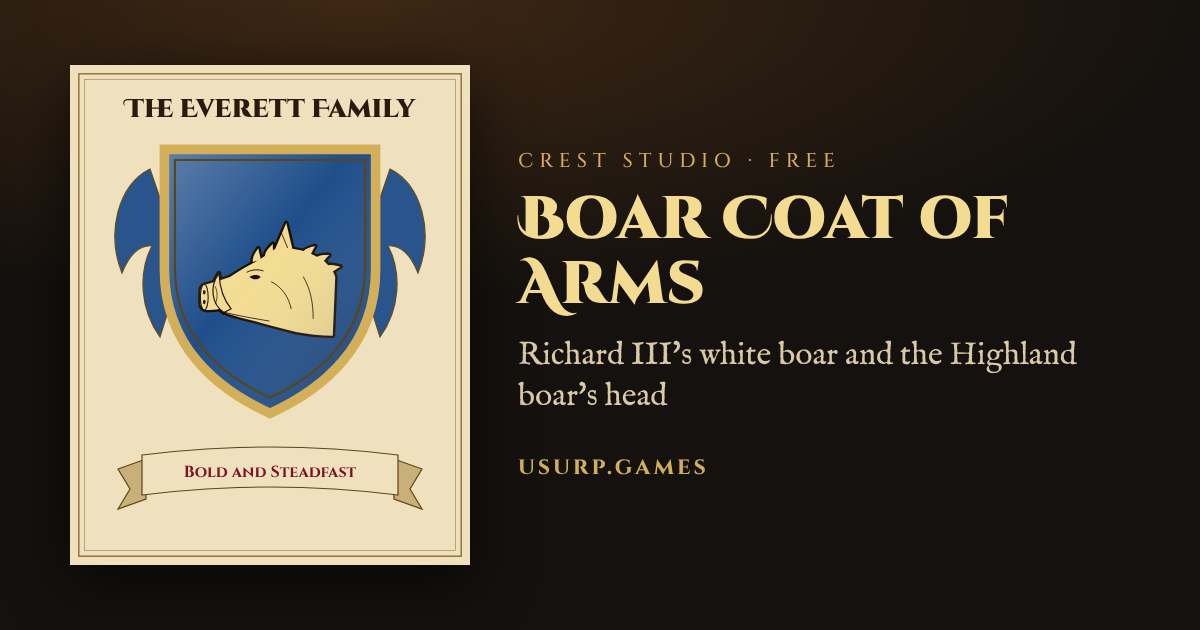 The Everett Family
Bold and Steadfast
CREST STUDIO · FREE
Boar Coat of
Arms
Richard III’s white boar and the Highland
boar’s head
USURP.GAMES